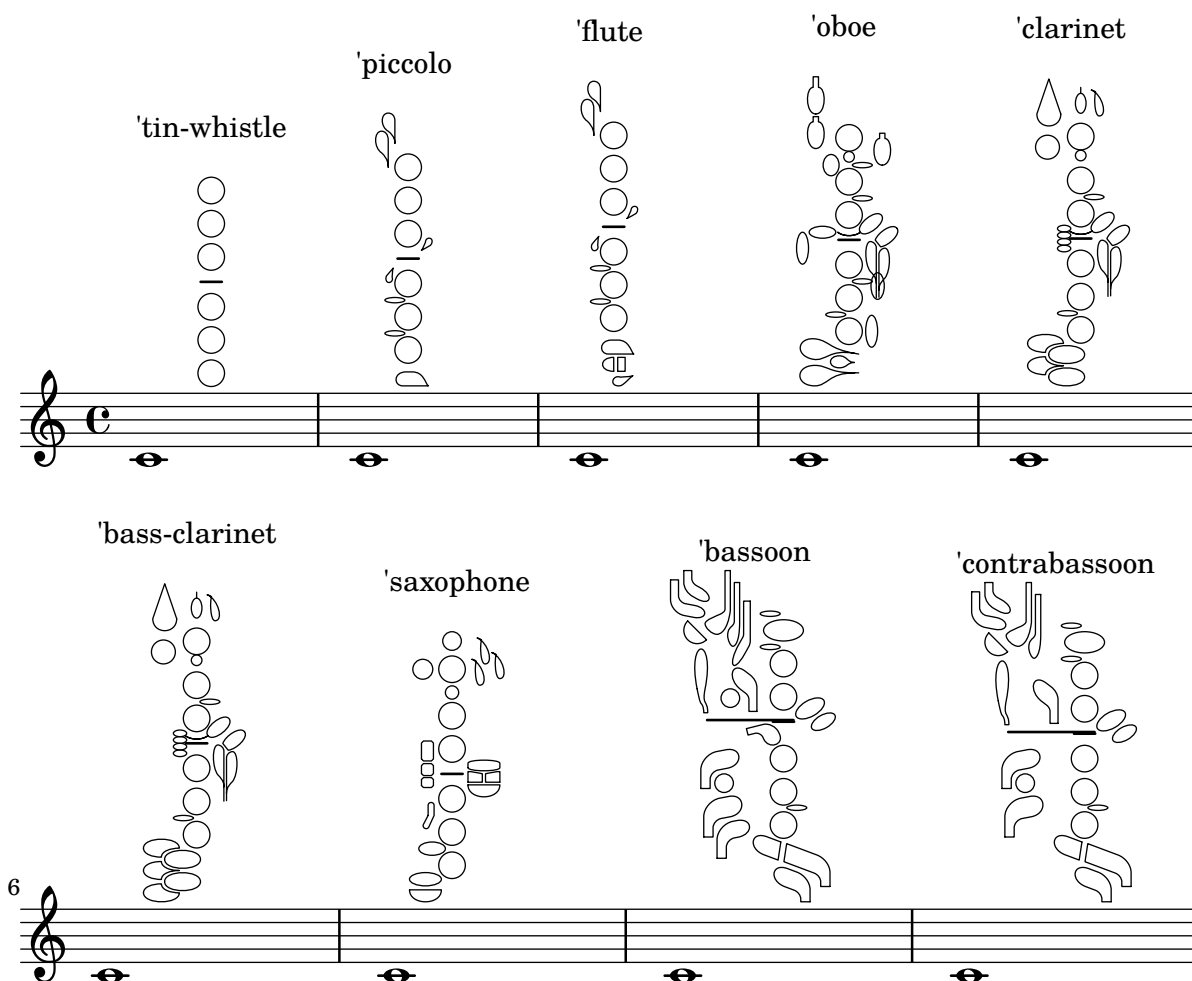 'tin-whistle
'piccolo
'flute
'oboe
'clarinet
'bass-clarinet
'saxophone
'bassoon
'contrabassoon
6